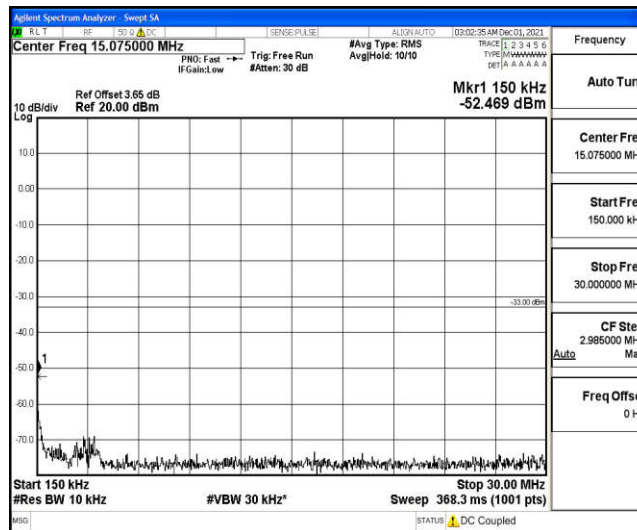 Agilent Spectrum Analyzer - Swept SA
RLT RF 50 Ω DC SENSE:PULSE ALIGN AUTO 03:02:35 AM Dec 01, 2021
Center Freq 15.075000 MHz
PNO: Fast
IFGain:Low
Trig: Free Run
#Atten: 30 dB
#Avg Type: RMS
Avg|Hold: 10/10
TRACE 1 2 3 4 5 6
TYPE M W W W W W
DET A A A A A A
Mkr1 150 kHz
-52.469 dBm
Ref Offset 3.65 dB
10 dB/div Ref 20.00 dBm
Log
10.0
0.00
-10.0
-20.0
-30.0
-33.00 dBm
-40.0
1
-50.0
-60.0
-70.0
Start 150 kHz
Stop 30.00 MHz
#Res BW 10 kHz #VBW 30 kHz* Sweep 368.3 ms (1001 pts)
MSG STATUS DC Coupled
Frequency
Auto Tun
Center Fre
15.075000 MH
Start Fre
150.000 kH
Stop Fre
30.000000 MH
CF Ste
2.985000 MH
Auto Ma
Freq Offse
0 H